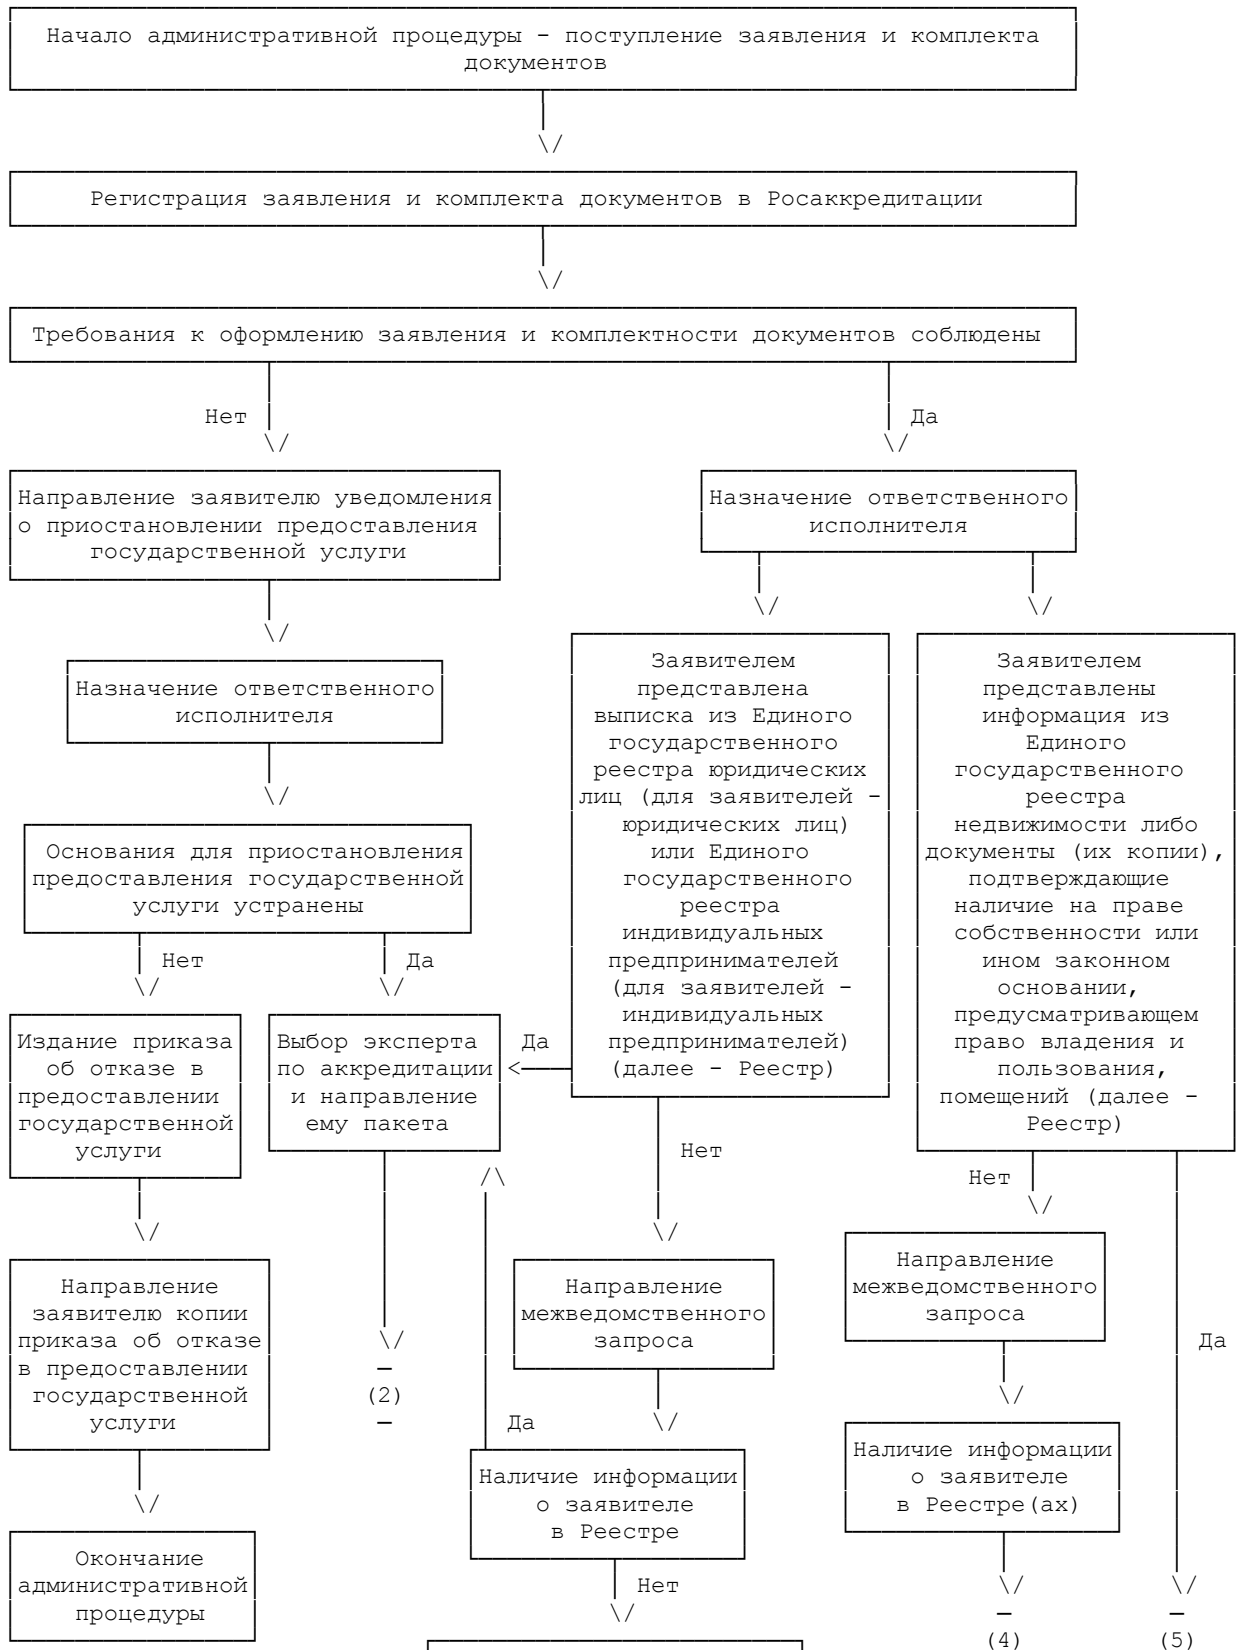 Начало административной процедуры - поступление заявления и комплекта
документов
\/
Регистрация заявления и комплекта документов в Росаккредитации
\/
Требования к оформлению заявления и комплектности документов соблюдены
Нет
\/
Да
\/
Направление заявителю уведомления
о приостановлении предоставления
государственной услуги
\/
Назначение ответственного
исполнителя
\/
Основания для приостановления
предоставления государственной
услуги устранены
Нет
\/
Да
\/
Издание приказа
об отказе в
предоставлении
государственной
услуги
\/
Направление
заявителю копии
приказа об отказе
в предоставлении
государственной
услуги
\/
Окончание
административной
процедуры
Выбор эксперта
по аккредитации
и направление
ему пакета
\/
(2)
Назначение ответственного
исполнителя
\/
\/
Заявителем
представлена
выписка из Единого
государственного
реестра юридических
лиц (для заявителей -
юридических лиц)
или Единого
государственного
реестра
индивидуальных
предпринимателей
(для заявителей -
индивидуальных
предпринимателей)
(далее - Реестр)
Да
<
Нет
\/
Направление
межведомственного
запроса
\/
Наличие информации
о заявителе
в Реестре
Да
/\
Нет
\/
Заявителем
представлены
информация из
Единого
государственного
реестра
недвижимости либо
документы (их копии),
подтверждающие
наличие на праве
собственности или
ином законном
основании,
предусматривающем
право владения и
пользования,
помещений (далее -
Реестр)
Нет
\/
Направление
межведомственного
запроса
\/
Наличие информации
о заявителе
в Реестре(ах)
\/
(4)
Да
\/
(5)